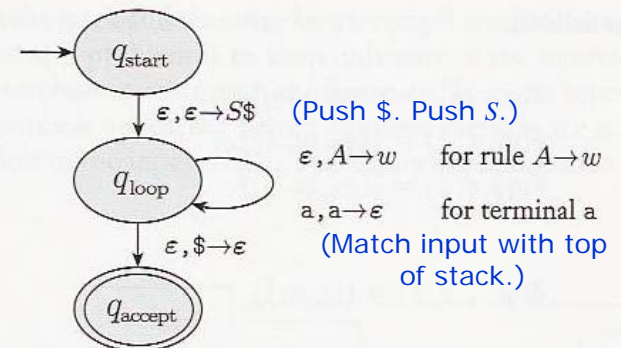 q_start
ε, ε→S$
(Push $. Push S.)
ε, A→w for rule A→w
q_loop
a, a→ε for terminal a
(Match input with top
of stack.)
ε, $→ε
q_accept